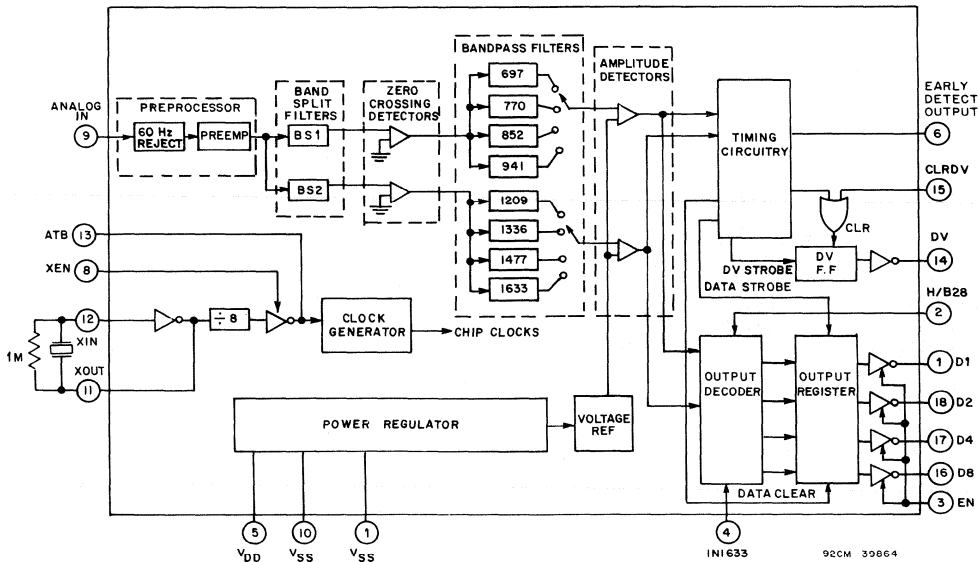 BANDPASS FILTERS
697
770
852
941
1209
1336
1477
1633
AMPLITUDE
DETECTORS
ANALOG
IN
9
PREPROCESSOR
60 Hz
REJECT
PREEMP
BAND
SPLIT
FILTERS
BS1
BS2
ZERO
CROSSING
DETECTORS
TIMING
CIRCUITRY
EARLY
DETECT
OUTPUT
6
CLRDV
15
CLR
DV
14
DV
F.F
DV STROBE
DATA STROBE
H/B28
2
ATB 13
XEN 8
12
XIN
1M
XOUT
11
÷ 8
CLOCK
GENERATOR
CHIP CLOCKS
OUTPUT
DECODER
OUTPUT
REGISTER
1 D1
18 D2
17 D4
16 D8
3 EN
DATA CLEAR
POWER REGULATOR
VOLTAGE
REF
5
VDD
10
VSS
1
VSS
4
IN1633
92CM 39864